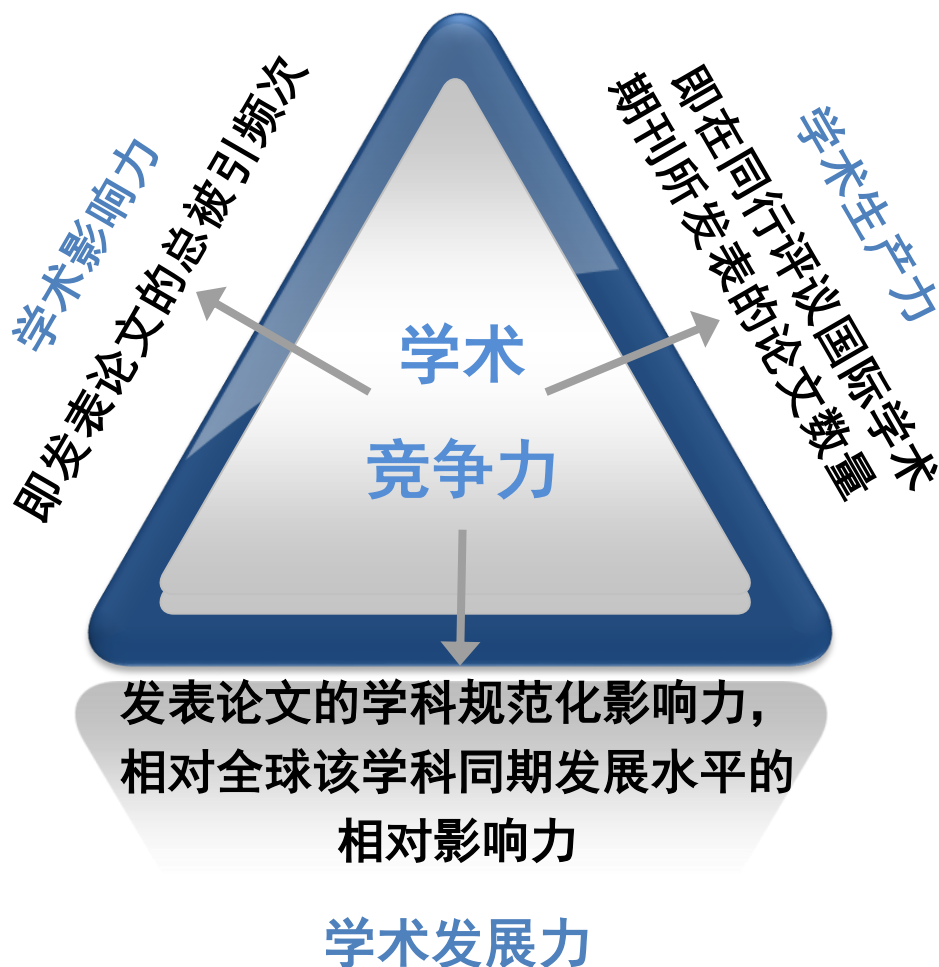 学术影响力
即发表论文的总被引频次
学术生产力
即在同行评议国际学术
期刊所发表的论文数量
学术
竞争力
发表论文的学科规范化影响力，
相对全球该学科同期发展水平的
相对影响力
学术发展力